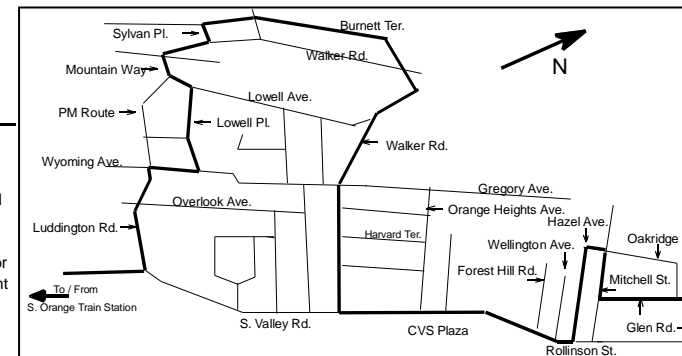 Burnett Ter.
Sylvan Pl.
Walker Rd.
N
Mountain Way
Lowell Ave.
PM Route
Lowell Pl.
Walker Rd.
Wyoming Ave.
Gregory Ave.
Overlook Ave.
Orange Heights Ave.
Hazel Ave.
Luddington Rd.
Harvard Ter.
Wellington Ave.
Oakridge
Forest Hill Rd.
Mitchell St.
To / From
S. Orange Train Station
S. Valley Rd.
CVS Plaza
Glen Rd.
Rollinson St.